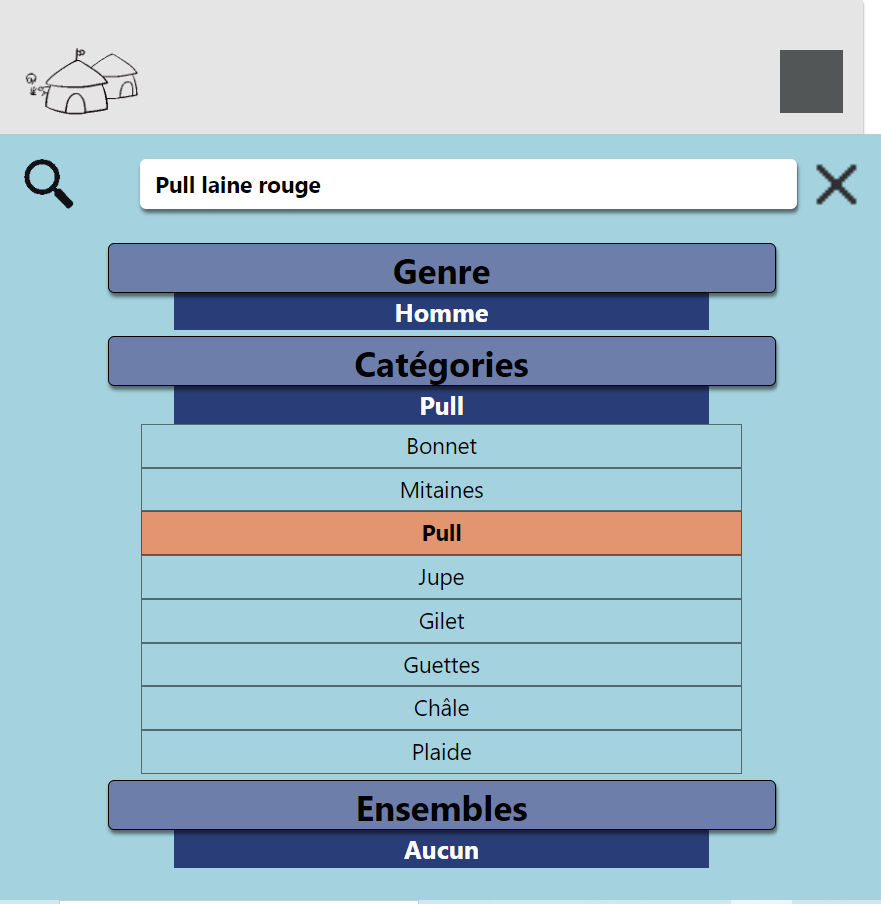 Pull laine rouge
Genre
Homme
Catégories
Pull
Bonnet
Mitaines
Pull
Jupe
Gilet
Guettes
Châle
Plaide
Ensembles
Aucun